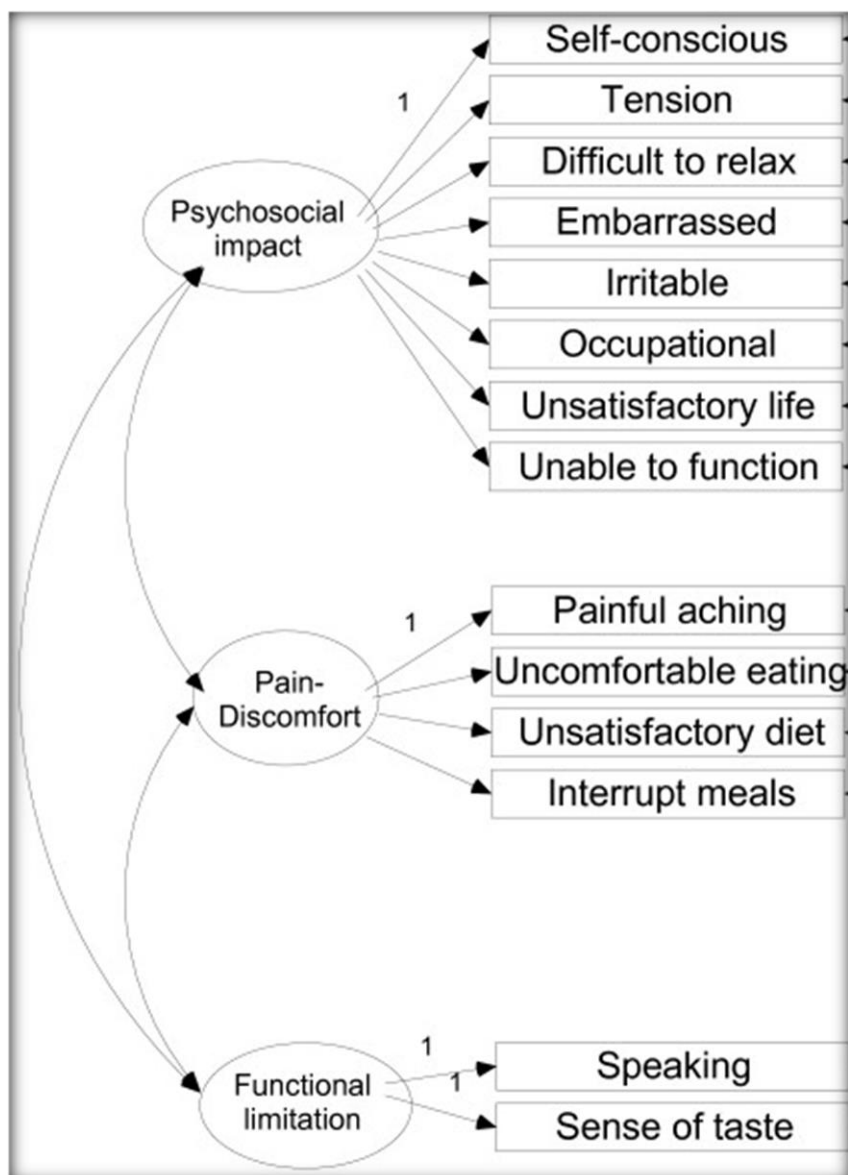 Self-conscious
1
Tension
Difficult to relax
Psychosocial
impact
Embarrassed
Irritable
Occupational
Unsatisfactory life
Unable to function
1
Painful aching
Pain-
Discomfort
Uncomfortable eating
Unsatisfactory diet
Interrupt meals
1
Speaking
1
Functional
limitation
Sense of taste